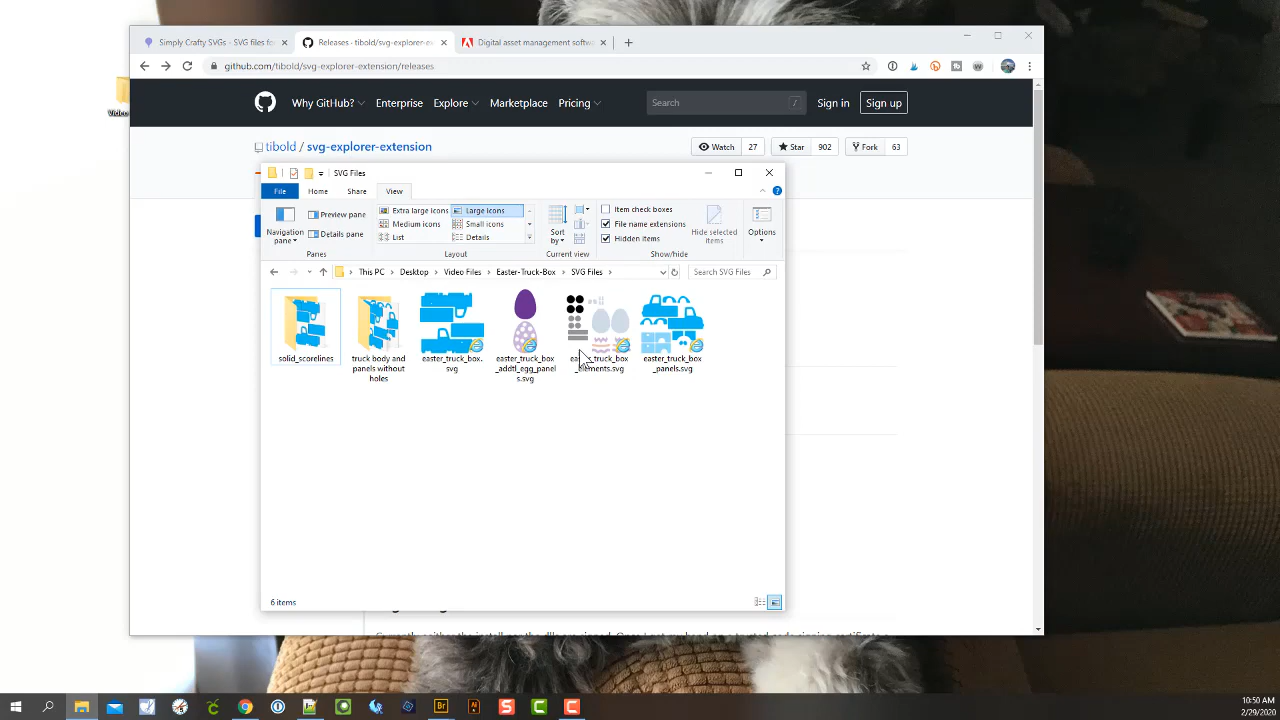 Simply Crafty SVGs - SVG files fo
Releases · tibold/svg-explorer-ex
Digital asset management softw
github.com/tibold/svg-explorer-extension/releases
Why GitHub? Enterprise Explore Marketplace Pricing Search / Sign in Sign up
Video
tibold / svg-explorer-extension
Watch 27 Star 902 Fork 63
SVG Files
File Home Share View
Extra large icons Large icons
Medium icons Small icons
List Details
Preview pane
Details pane
Navigation
pane
Sort
by
Item check boxes
File name extensions
Hidden items
Hide selected
items
Options
Panes Layout Current view Show/hide
This PC Desktop Video Files Easter-Truck-Box SVG Files Search SVG Files
solid_scorelines
truck body and
panels without
holes
easter_truck_box.
svg
easter_truck_box
_addtl_egg_panel
s.svg
easter_truck_box
_elements.svg
easter_truck_box
_panels.svg
6 items
Br
Ai
S
C
C
10:50 AM
2/29/2020